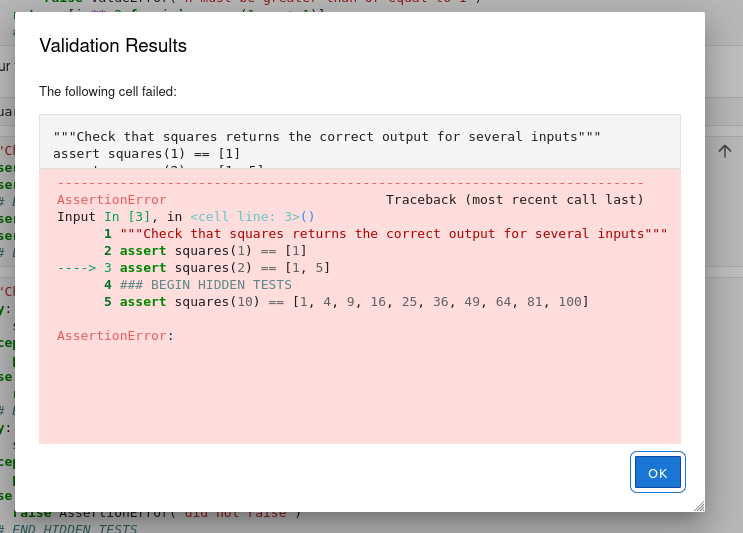 Validation Results
The following cell failed:
"""Check that squares returns the correct output for several inputs"""
assert squares(1) == [1]
---------------------------------------------------------------------------
AssertionError                            Traceback (most recent call last)
Input In [3], in <cell line: 3>()
      1 """Check that squares returns the correct output for several inputs"""
      2 assert squares(1) == [1]
----> 3 assert squares(2) == [1, 5]
      4 ### BEGIN HIDDEN TESTS
      5 assert squares(10) == [1, 4, 9, 16, 25, 36, 49, 64, 81, 100]
AssertionError:
OK
raise AssertionError("did not raise")
# END HIDDEN TESTS